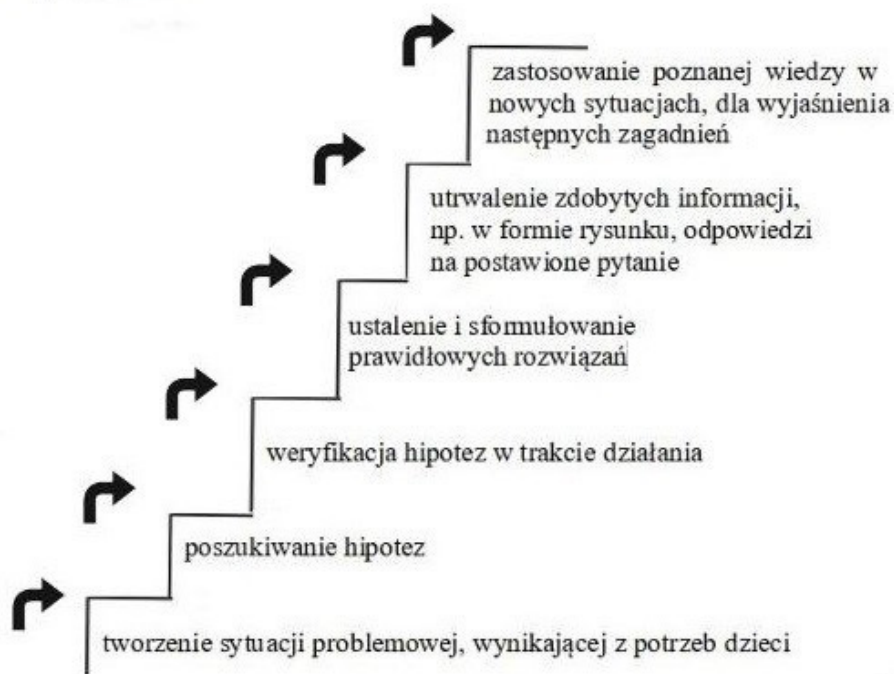 zastosowanie poznanej wiedzy w
nowych sytuacjach, dla wyjaśnienia
następnych zagadnień
utrwalenie zdobytych informacji,
np. w formie rysunku, odpowiedzi
na postawione pytanie
ustalenie i sformułowanie
prawidłowych rozwiązań
weryfikacja hipotez w trakcie działania
poszukiwanie hipotez
tworzenie sytuacji problemowej, wynikającej z potrzeb dzieci